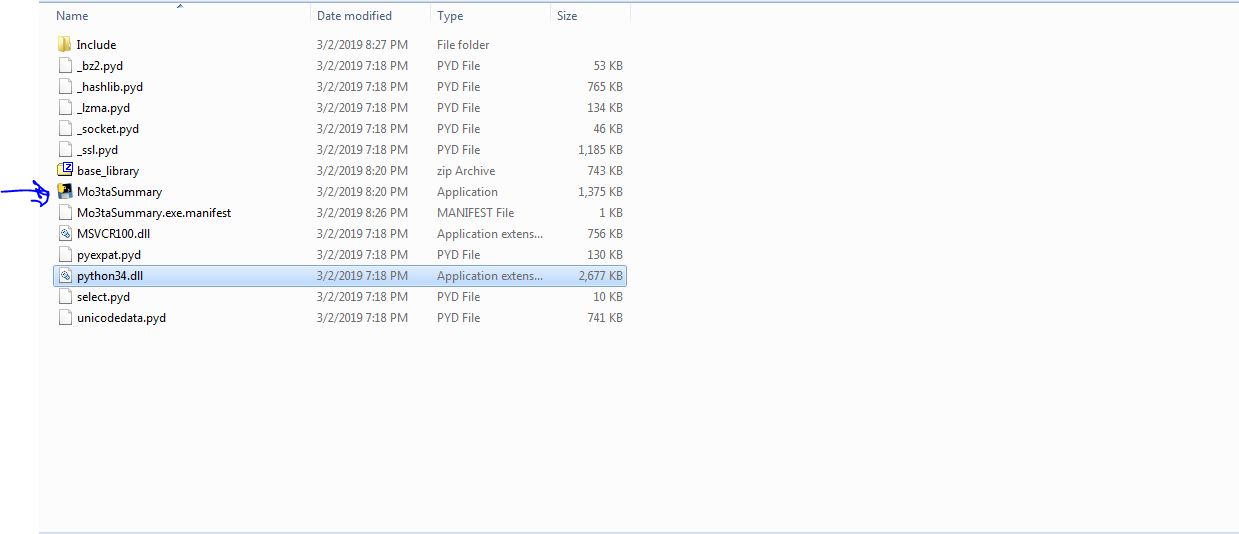 Name Date modified Type Size
Include 3/2/2019 8:27 PM File folder
_bz2.pyd 3/2/2019 7:18 PM PYD File 53 KB
_hashlib.pyd 3/2/2019 7:18 PM PYD File 765 KB
_lzma.pyd 3/2/2019 7:18 PM PYD File 134 KB
_socket.pyd 3/2/2019 7:18 PM PYD File 46 KB
_ssl.pyd 3/2/2019 7:18 PM PYD File 1,185 KB
base_library 3/2/2019 8:20 PM zip Archive 743 KB
Mo3taSummary 3/2/2019 8:20 PM Application 1,375 KB
Mo3taSummary.exe.manifest 3/2/2019 8:26 PM MANIFEST File 1 KB
MSVCR100.dll 3/2/2019 7:18 PM Application extens... 756 KB
pyexpat.pyd 3/2/2019 7:18 PM PYD File 130 KB
python34.dll 3/2/2019 7:18 PM Application extens... 2,677 KB
select.pyd 3/2/2019 7:18 PM PYD File 10 KB
unicodedata.pyd 3/2/2019 7:18 PM PYD File 741 KB